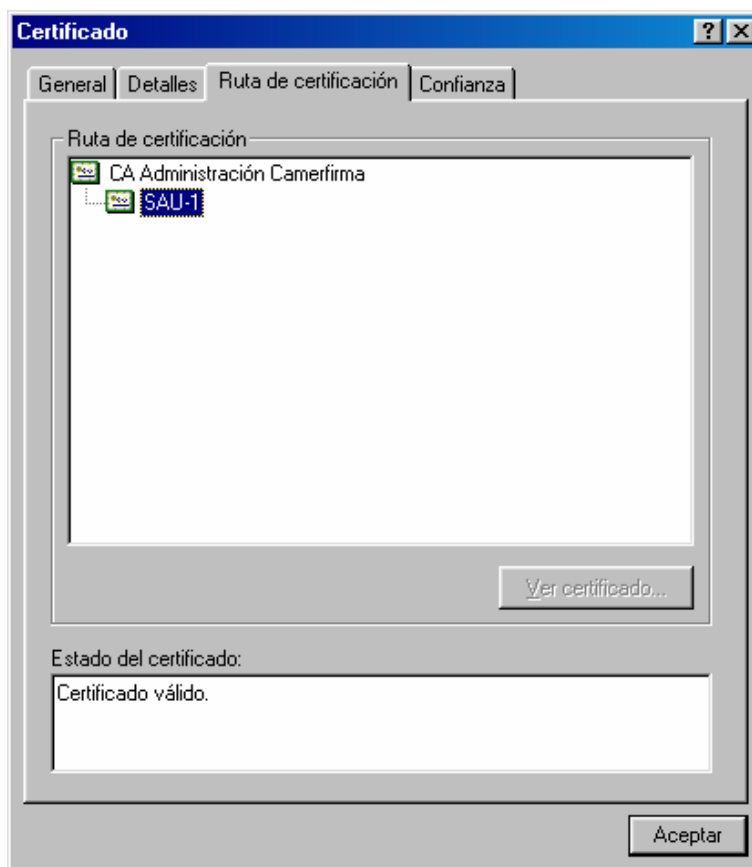 Certificado
General Detalles Ruta de certificación Confianza
Ruta de certificación
CA Administración Camerfirma
SAU-1
Ver certificado...
Estado del certificado:
Certificado válido.
Aceptar